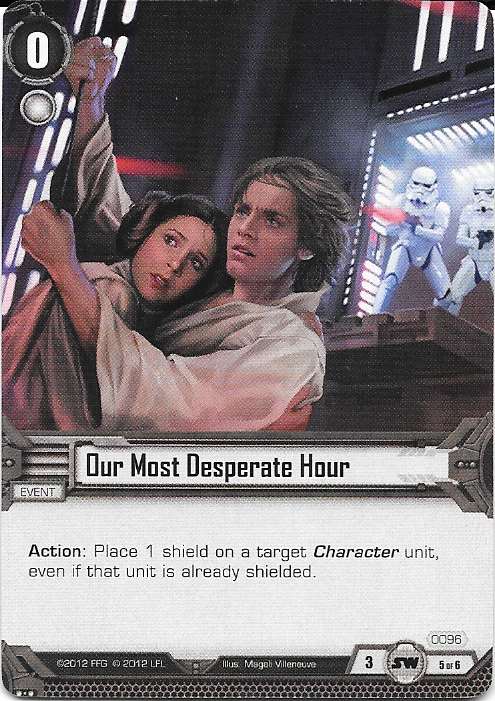 0
Our Most Desperate Hour
EVENT
Action: Place 1 shield on a target Character unit,
even if that unit is already shielded.
0096
©2012 FFG © 2012 LFL
Illus. Magali Villeneuve
3
SW
5 OF 6